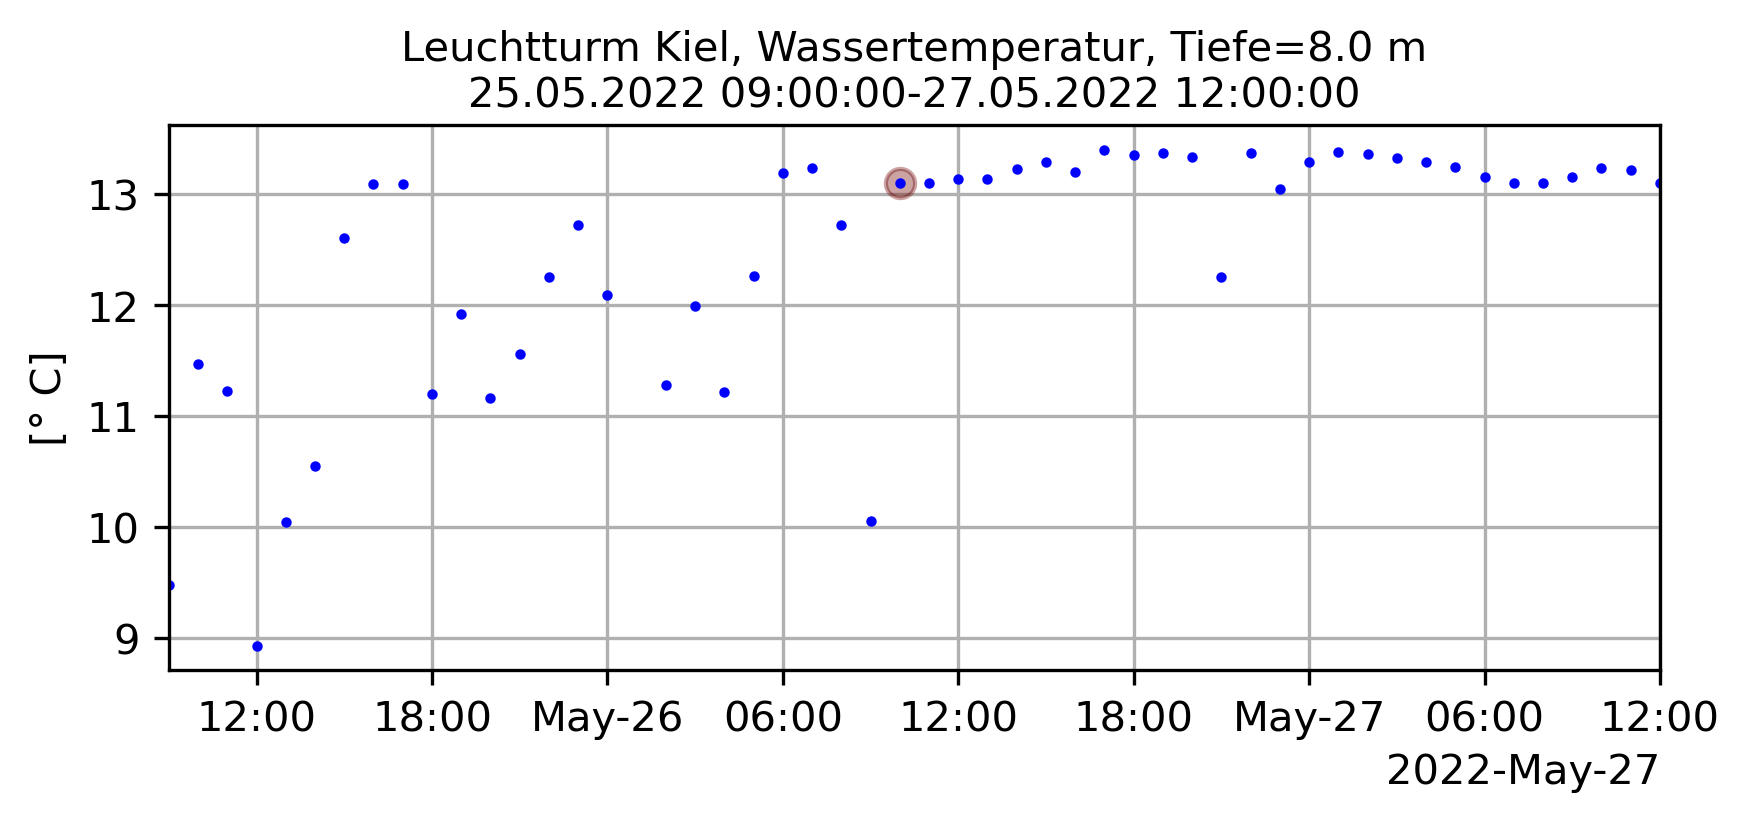 Leuchtturm Kiel, Wassertemperatur, Tiefe=8.0 m
25.05.2022 09:00:00-27.05.2022 12:00:00
[° C]
13
12
11
10
9
12:00 18:00 May-26 06:00 12:00 18:00 May-27 06:00 12:00
2022-May-27